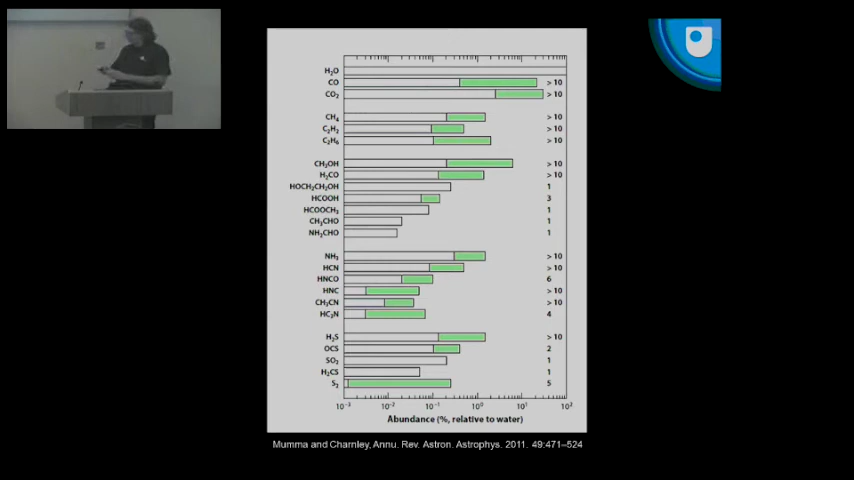 H₂O
CO > 10
CO₂ > 10
CH₄ > 10
C₂H₂ > 10
C₂H₆ > 10
CH₃OH > 10
H₂CO > 10
HOCH₂CH₂OH 1
HCOOH 3
HCOOCH₃ 1
CH₃CHO 1
NH₂CHO 1
NH₃ > 10
HCN > 10
HNCO 6
HNC > 10
CH₃CN > 10
HC₃N 4
H₂S > 10
OCS 2
SO₂ 1
H₂CS 1
S₂ 5
10⁻³ 10⁻² 10⁻¹ 10⁰ 10¹ 10²
Abundance (%, relative to water)
Mumma and Charnley, Annu. Rev. Astron. Astrophys. 2011. 49:471–524